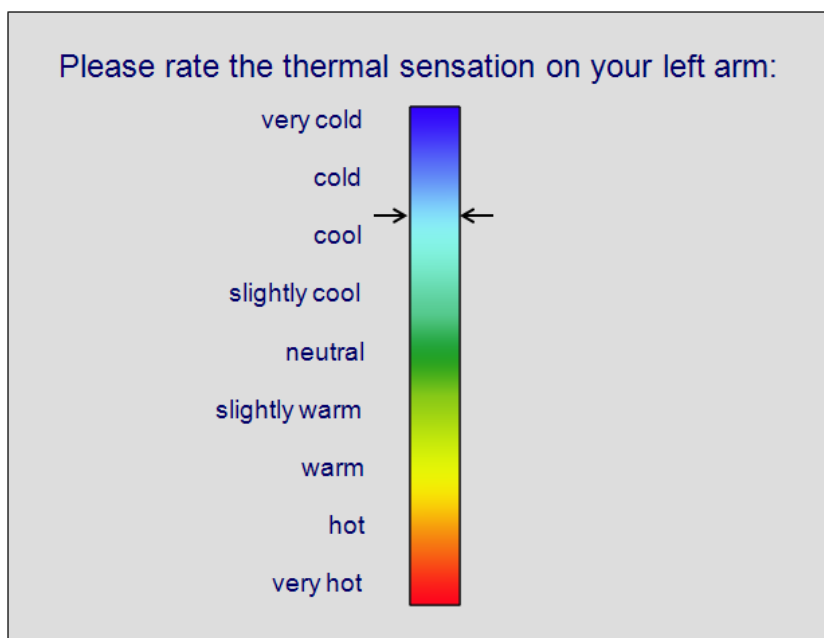 Please rate the thermal sensation on your left arm:
very cold
cold
cool
slightly cool
neutral
slightly warm
warm
hot
very hot